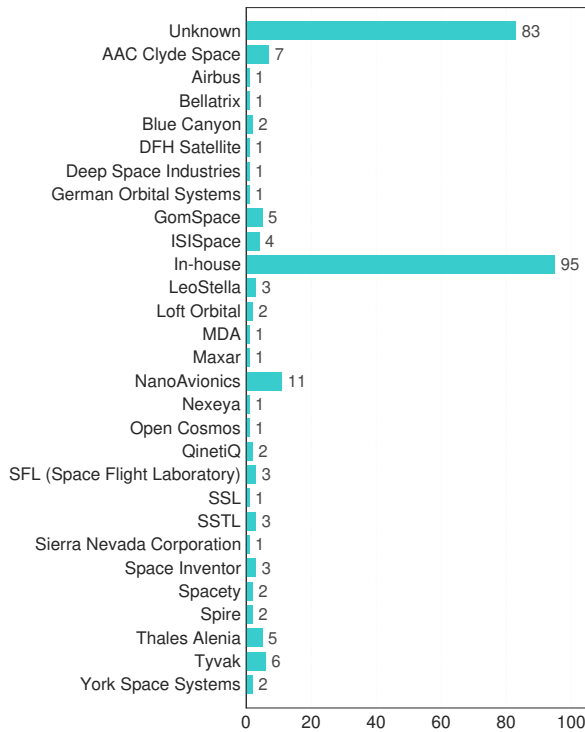 Unknown 83
AAC Clyde Space 7
Airbus 1
Bellatrix 1
Blue Canyon 2
DFH Satellite 1
Deep Space Industries 1
German Orbital Systems 1
GomSpace 5
ISISpace 4
In-house 95
LeoStella 3
Loft Orbital 2
MDA 1
Maxar 1
NanoAvionics 11
Nexeya 1
Open Cosmos 1
QinetiQ 2
SFL (Space Flight Laboratory) 3
SSL 1
SSTL 3
Sierra Nevada Corporation 1
Space Inventor 3
Spacety 2
Spire 2
Thales Alenia 5
Tyvak 6
York Space Systems 2
0 20 40 60 80 100